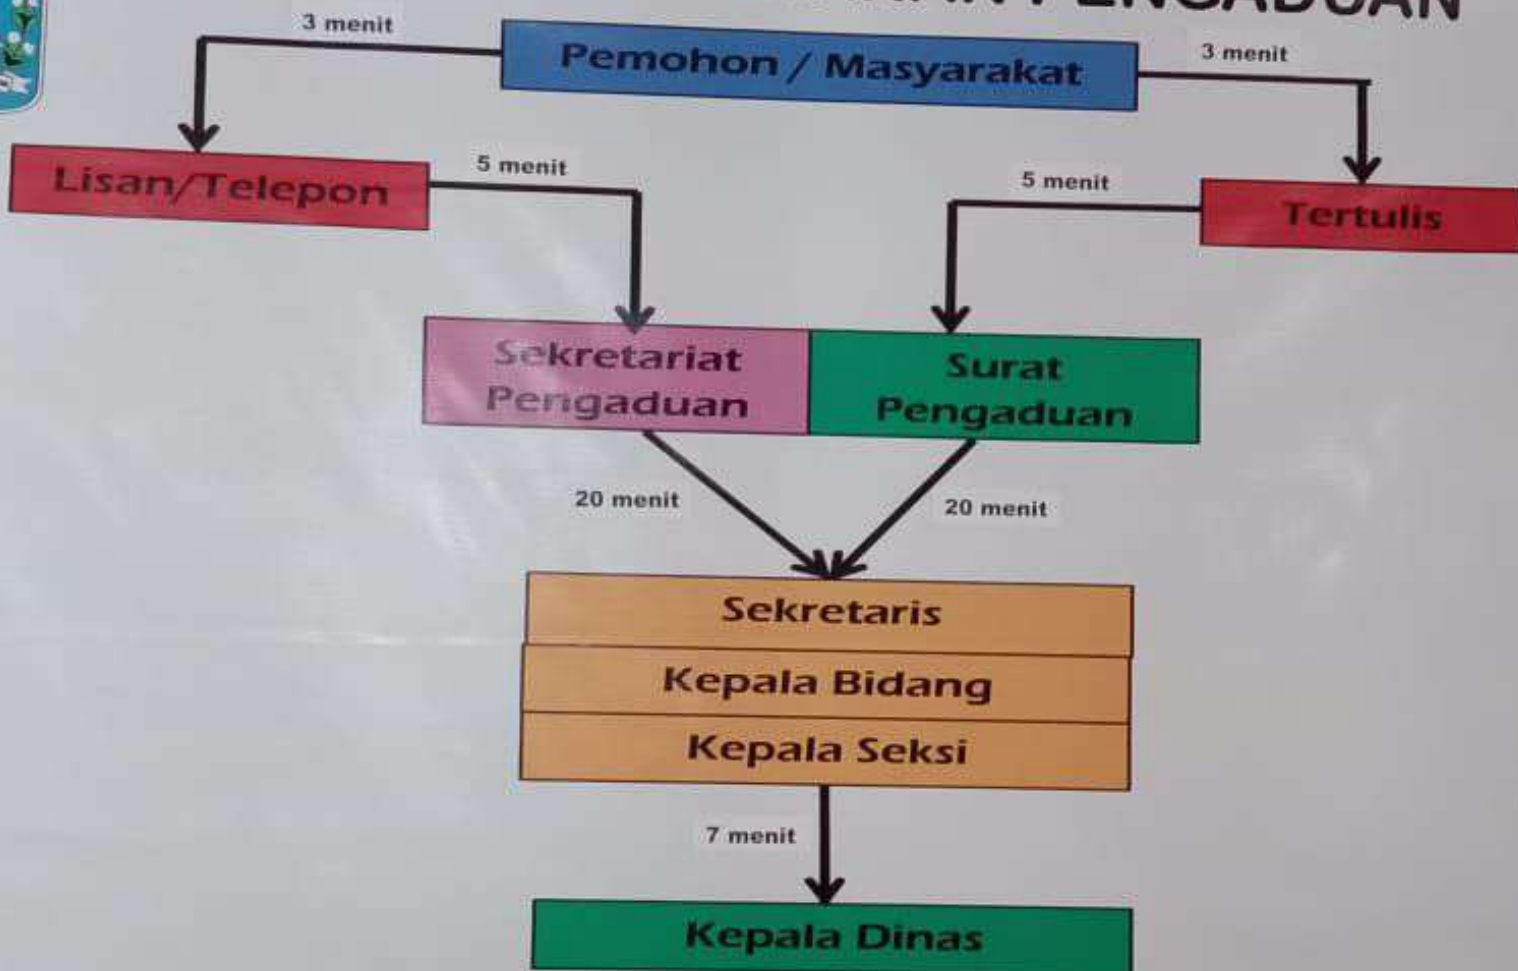 PENGADUAN
3 menit
Pemohon / Masyarakat
3 menit
Lisan/Telepon
5 menit
5 menit
Tertulis
Sekretariat
Pengaduan
Surat
Pengaduan
20 menit
20 menit
Sekretaris
Kepala Bidang
Kepala Seksi
7 menit
Kepala Dinas